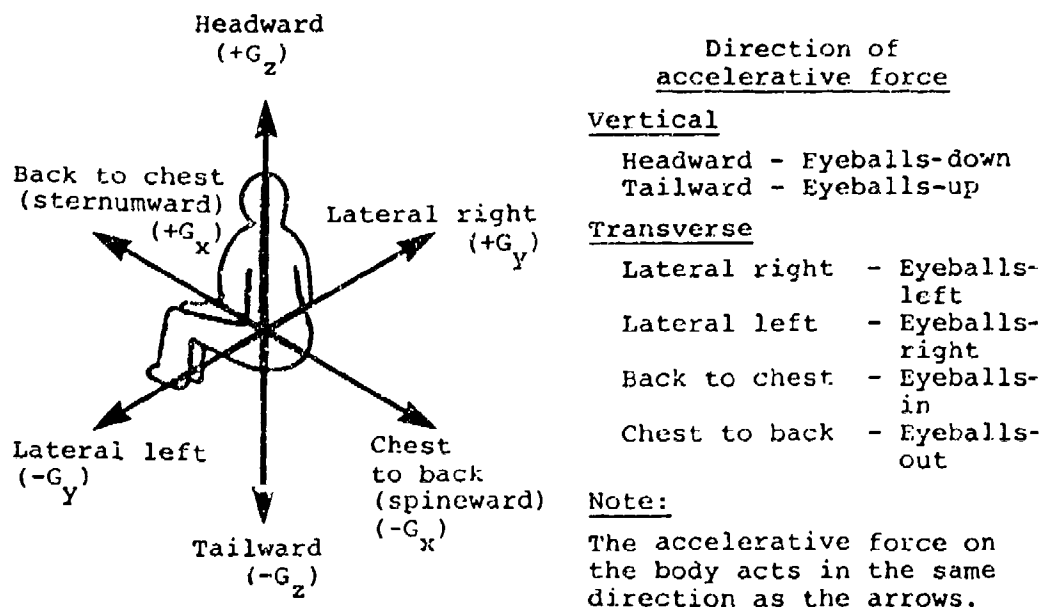 Headward
(+Gz)
Back to chest
(sternumward)
(+Gx)
Lateral right
(+Gy)
Lateral left
(-Gy)
Chest
to back
(spineward)
(-Gx)
Tailward
(-Gz)
Direction of
accelerative force
Vertical
Headward - Eyeballs-down
Tailward - Eyeballs-up
Transverse
Lateral right - Eyeballs-
left
Lateral left - Eyeballs-
right
Back to chest - Eyeballs-
in
Chest to back - Eyeballs-
out
Note:
The accelerative force on
the body acts in the same
direction as the arrows.